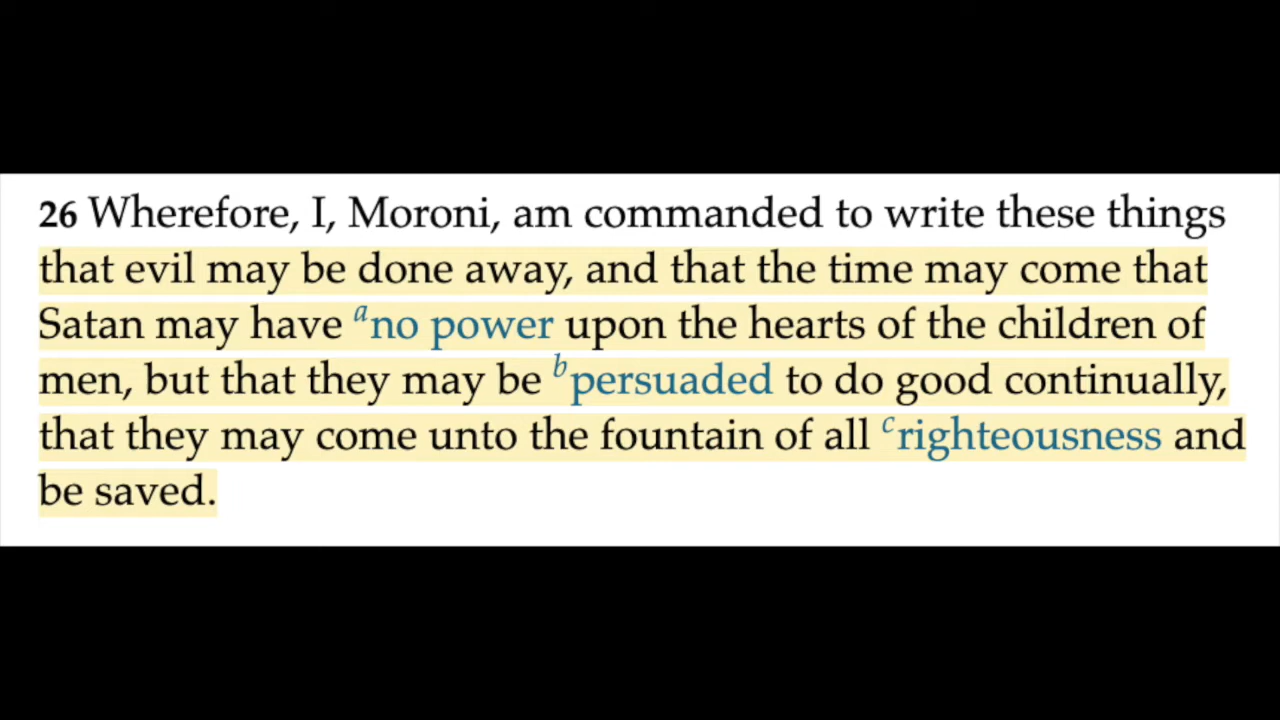 26 Wherefore, I, Moroni, am commanded to write these things
that evil may be done away, and that the time may come that
Satan may have a no power upon the hearts of the children of
men, but that they may be b persuaded to do good continually,
that they may come unto the fountain of all c righteousness and
be saved.